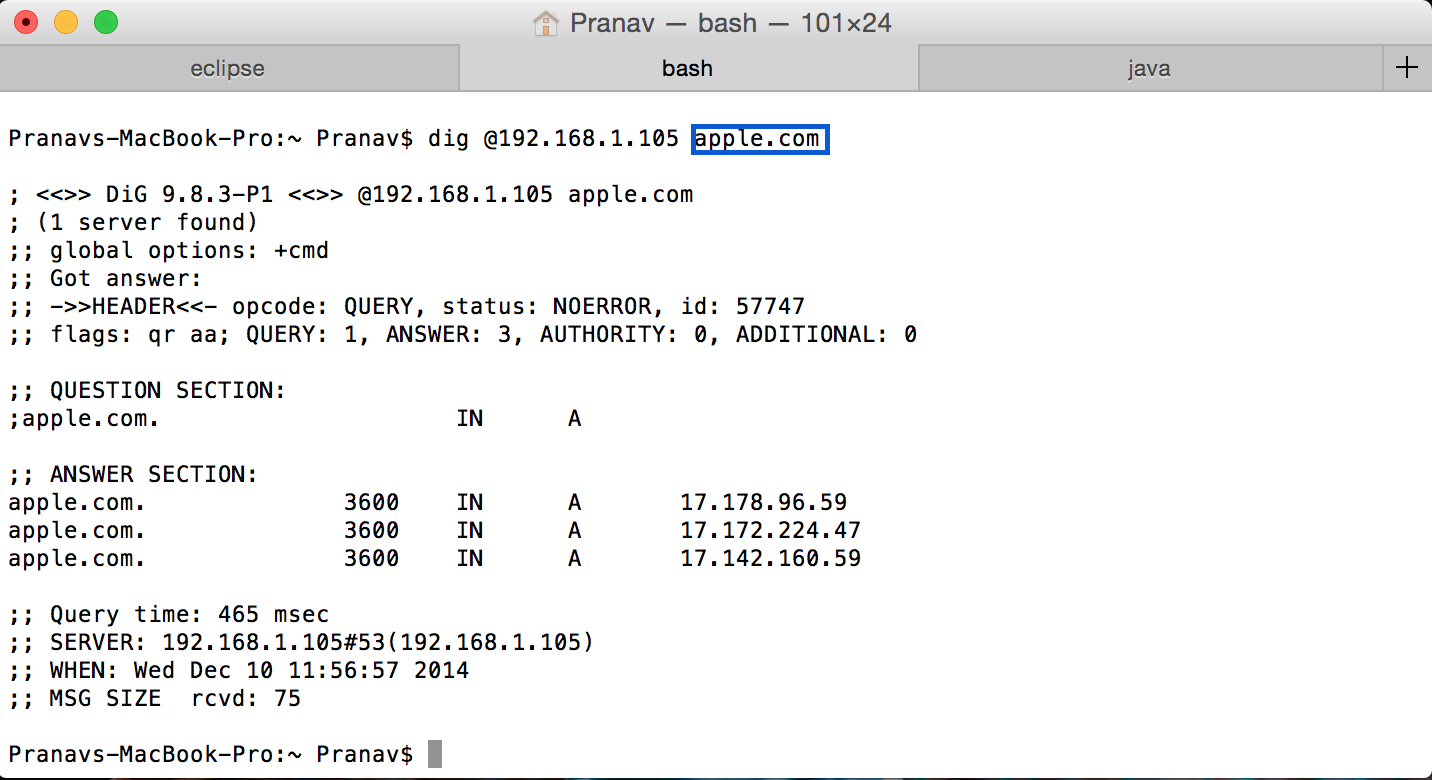 Pranav — bash — 101×24
eclipse
bash
java
+
Pranavs-MacBook-Pro:~ Pranav$ dig @192.168.1.105 apple.com

; <<>> DiG 9.8.3-P1 <<>> @192.168.1.105 apple.com
; (1 server found)
;; global options: +cmd
;; Got answer:
;; ->>HEADER<<- opcode: QUERY, status: NOERROR, id: 57747
;; flags: qr aa; QUERY: 1, ANSWER: 3, AUTHORITY: 0, ADDITIONAL: 0

;; QUESTION SECTION:
;apple.com.			IN	A

;; ANSWER SECTION:
apple.com.		3600	IN	A	17.178.96.59
apple.com.		3600	IN	A	17.172.224.47
apple.com.		3600	IN	A	17.142.160.59

;; Query time: 465 msec
;; SERVER: 192.168.1.105#53(192.168.1.105)
;; WHEN: Wed Dec 10 11:56:57 2014
;; MSG SIZE  rcvd: 75

Pranavs-MacBook-Pro:~ Pranav$